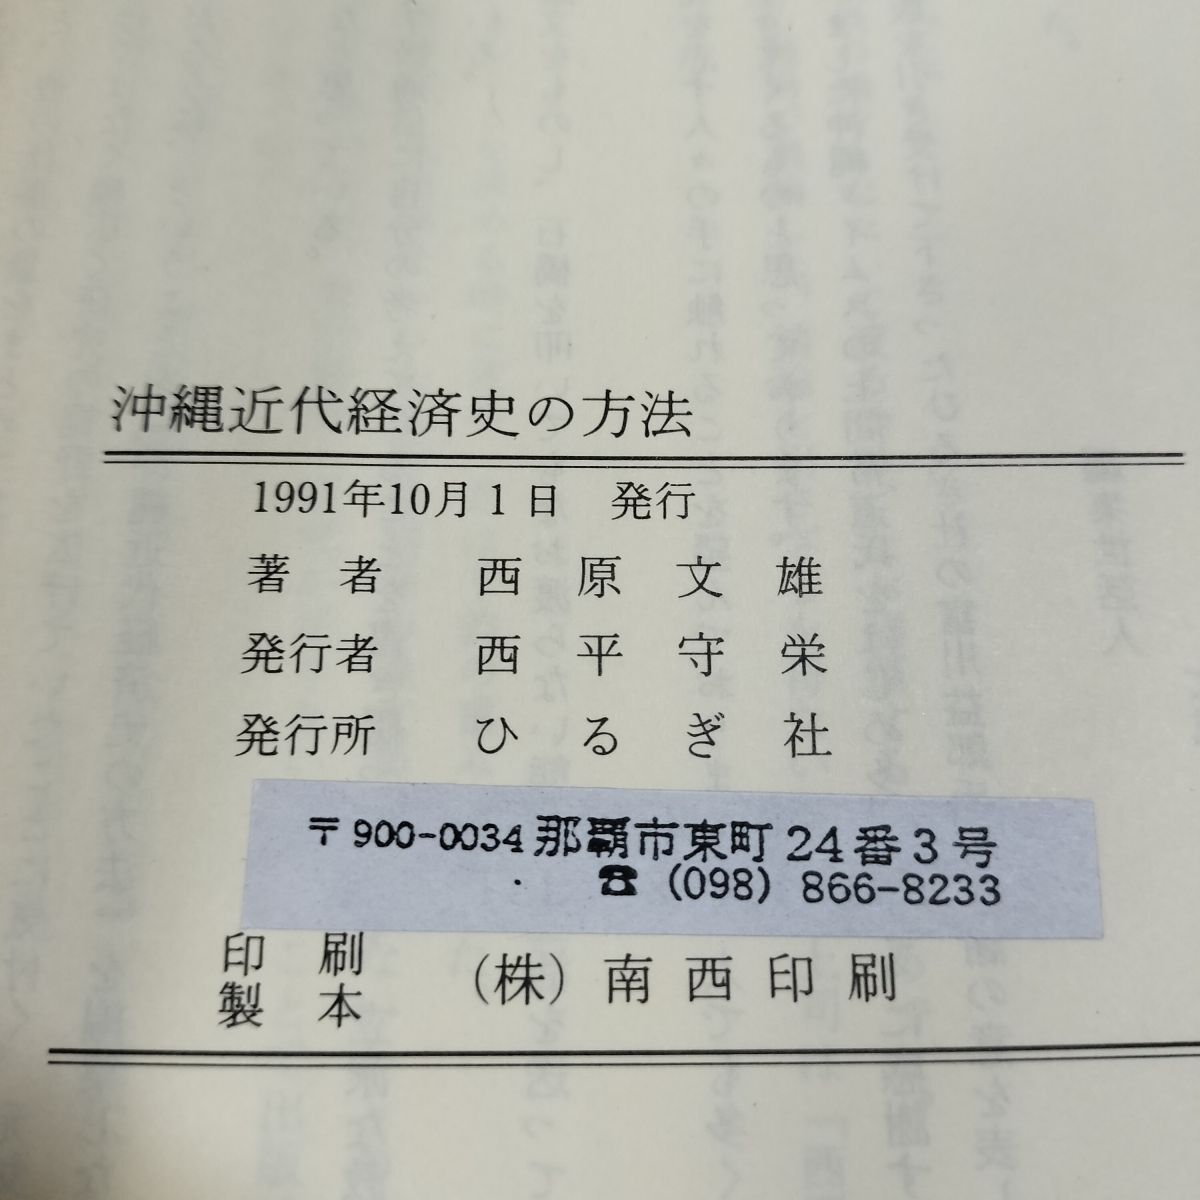 沖縄近代経済史の方法
1991年10月1日 発行
著者 西原文雄
発行者 西平守栄
発行所 ひるぎ社
〒900-0034 那覇市東町24番3号
☎ (098) 866-8233
印刷 製本 (株)南西印刷